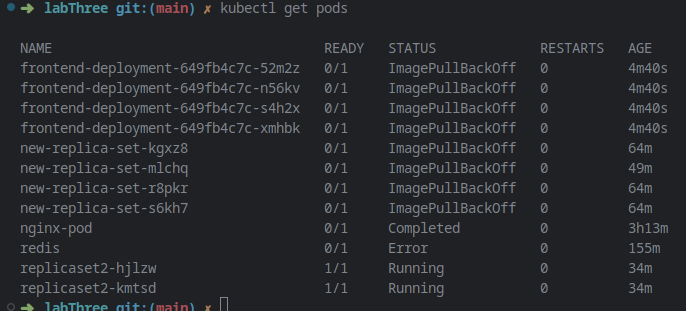 ➜ labThree git:(main) ✗ kubectl get pods
NAME READY STATUS RESTARTS AGE
frontend-deployment-649fb4c7c-52m2z 0/1 ImagePullBackOff 0 4m40s
frontend-deployment-649fb4c7c-n56kv 0/1 ImagePullBackOff 0 4m40s
frontend-deployment-649fb4c7c-s4h2x 0/1 ImagePullBackOff 0 4m40s
frontend-deployment-649fb4c7c-xmhbk 0/1 ImagePullBackOff 0 4m40s
new-replica-set-kgxz8 0/1 ImagePullBackOff 0 64m
new-replica-set-mlchq 0/1 ImagePullBackOff 0 49m
new-replica-set-r8pkr 0/1 ImagePullBackOff 0 64m
new-replica-set-s6kh7 0/1 ImagePullBackOff 0 64m
nginx-pod 0/1 Completed 0 3h13m
redis 0/1 Error 0 155m
replicaset2-hjlzw 1/1 Running 0 34m
replicaset2-kmtsd 1/1 Running 0 34m
➜ labThree git:(main) ✗